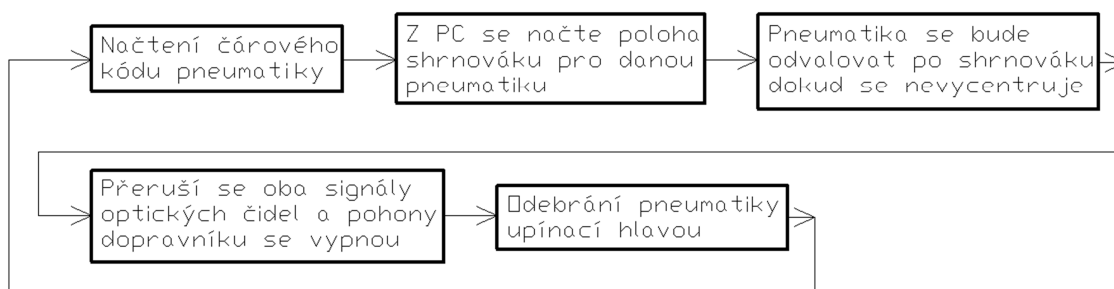 Načtení čárového
kódu pneumatiky
Z PC se načte poloha
shrnováku pro danou
pneumatiku
Pneumatika se bude
odvalovat po shrnováku
dokud se nevycentruje
Přeruší se oba signály
optických čidel a pohony
dopravníku se vypnou
Odebrání pneumatiky
upínací hlavou